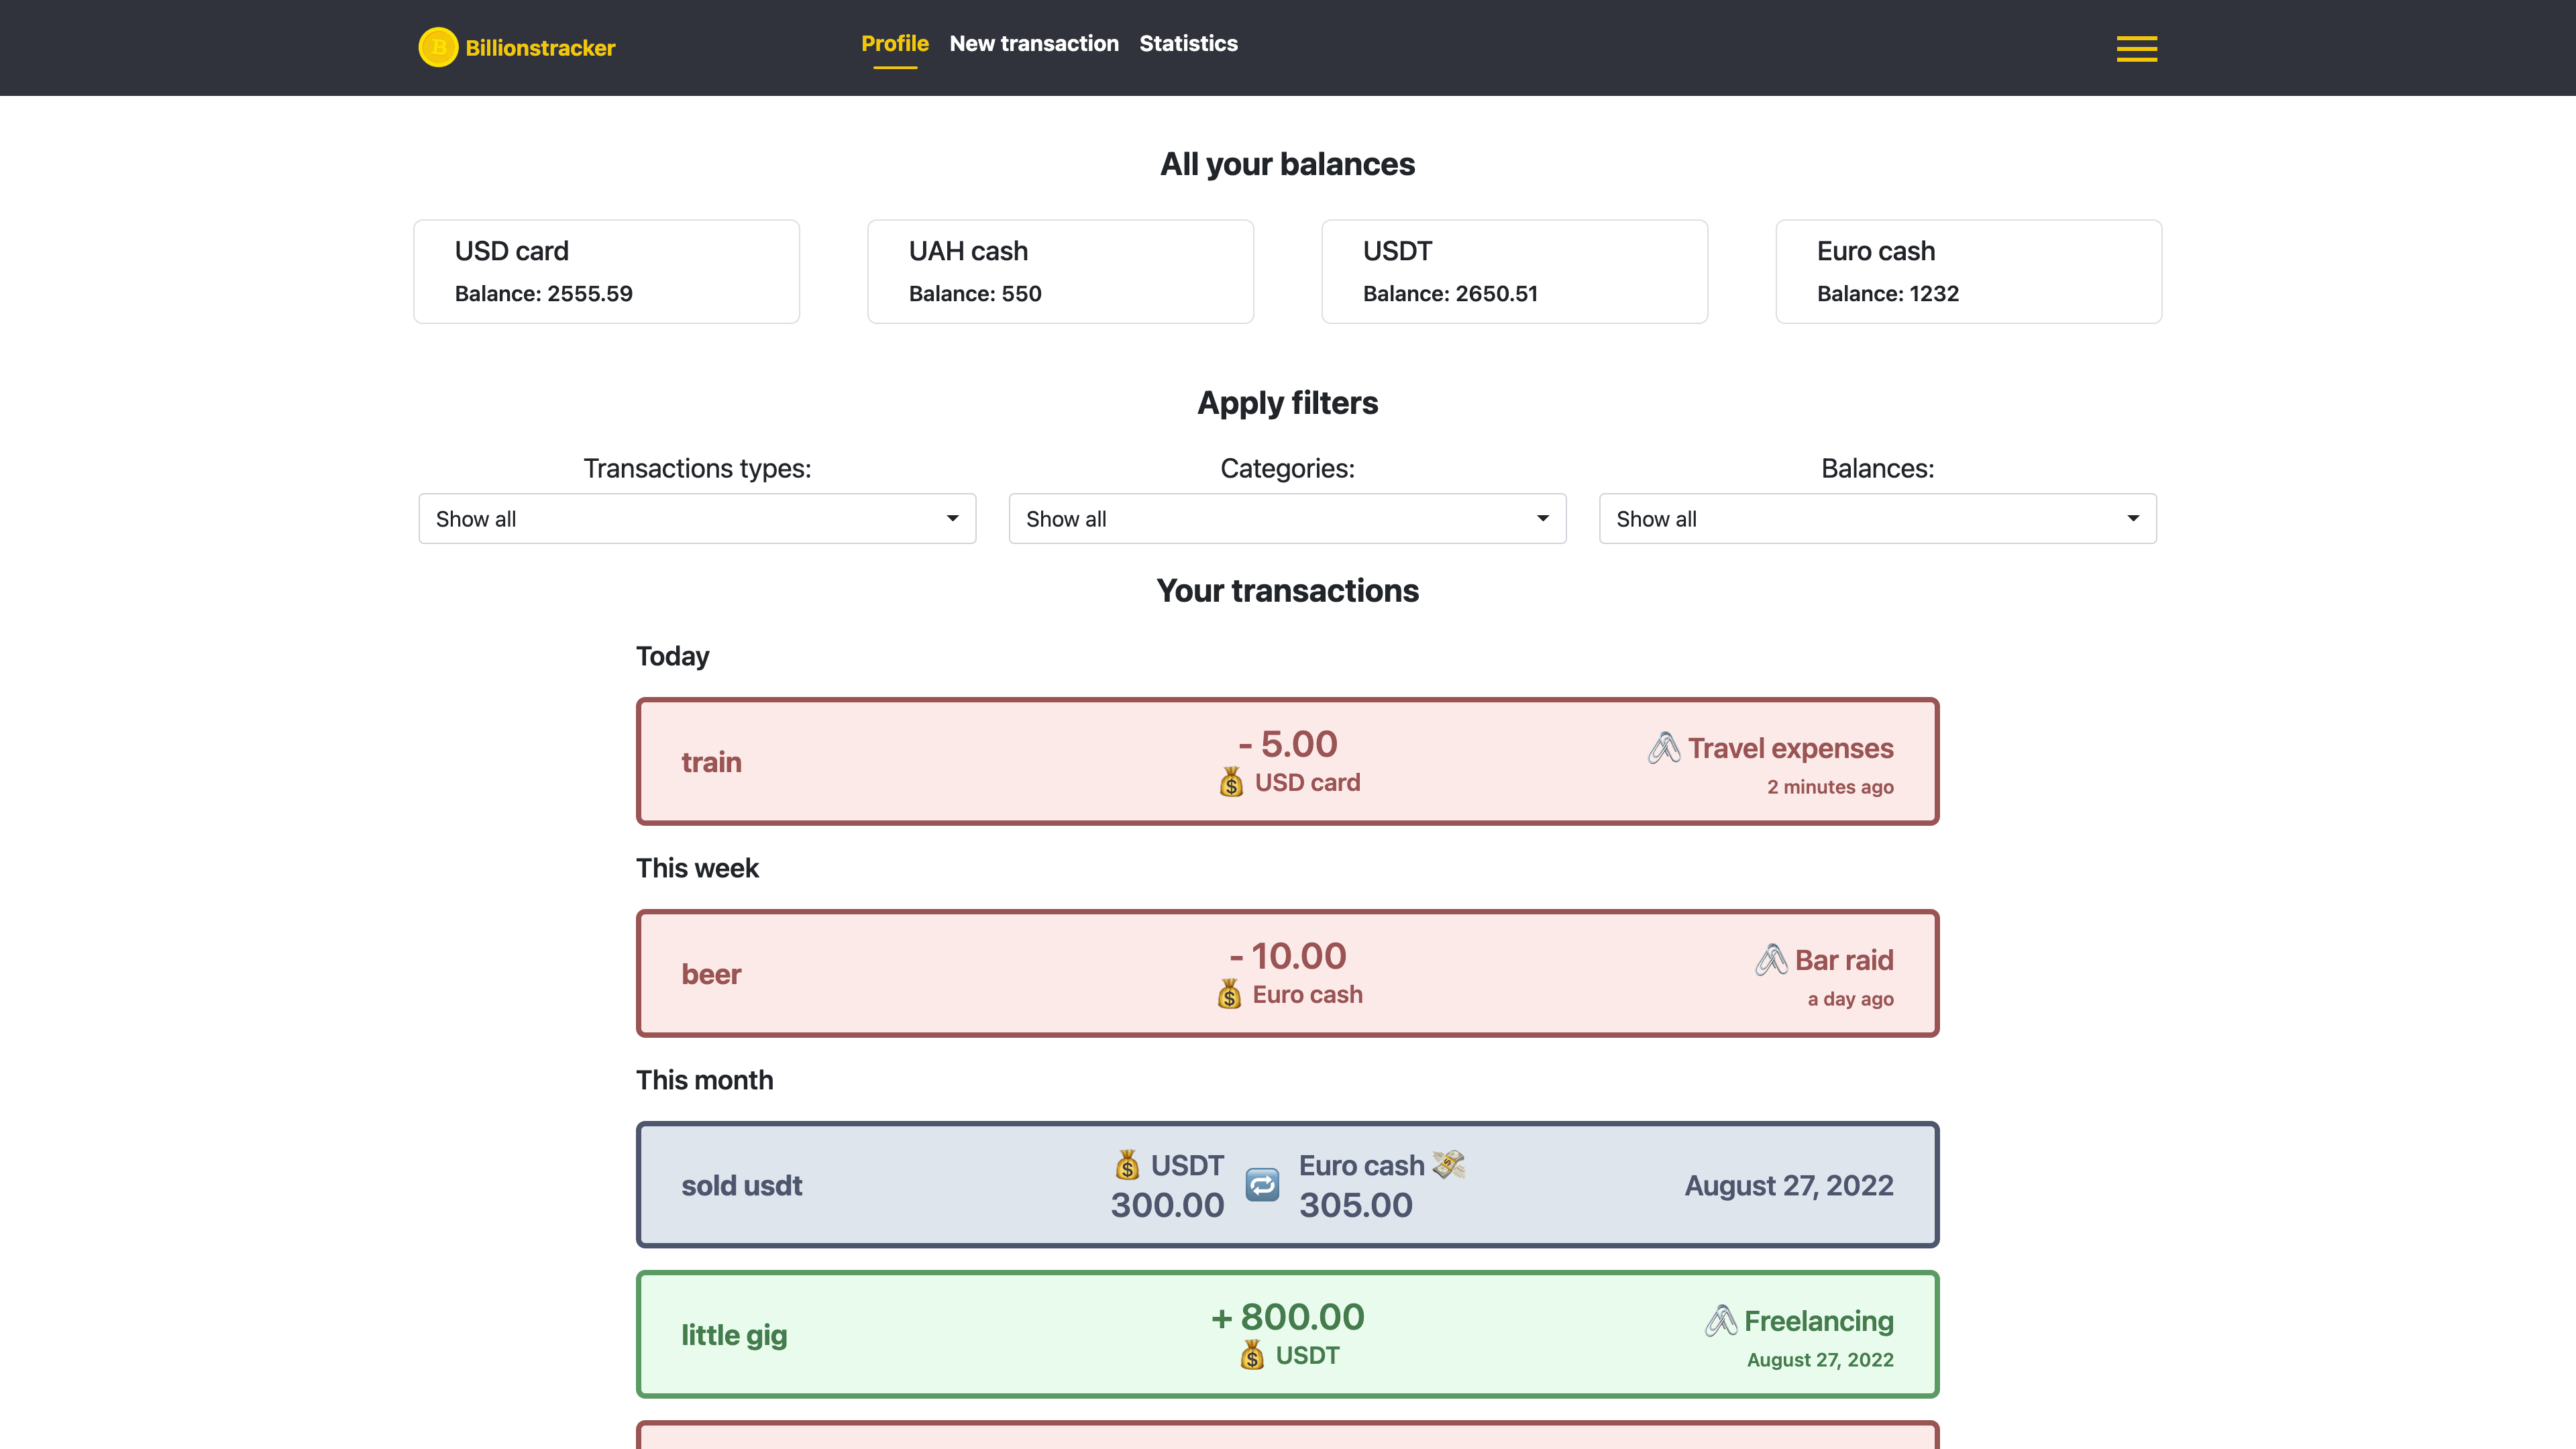 Billionstracker
Profile New transaction Statistics
All your balances
USD card
Balance: 2555.59
UAH cash
Balance: 550
USDT
Balance: 2650.51
Euro cash
Balance: 1232
Apply filters
Transactions types:
Show all
Categories:
Show all
Balances:
Show all
Your transactions
Today
train
- 5.00
💰 USD card
Travel expenses
2 minutes ago
This week
beer
- 10.00
💰 Euro cash
Bar raid
a day ago
This month
sold usdt
💰 USDT
300.00
Euro cash 💸
305.00
August 27, 2022
little gig
+ 800.00
💰 USDT
Freelancing
August 27, 2022